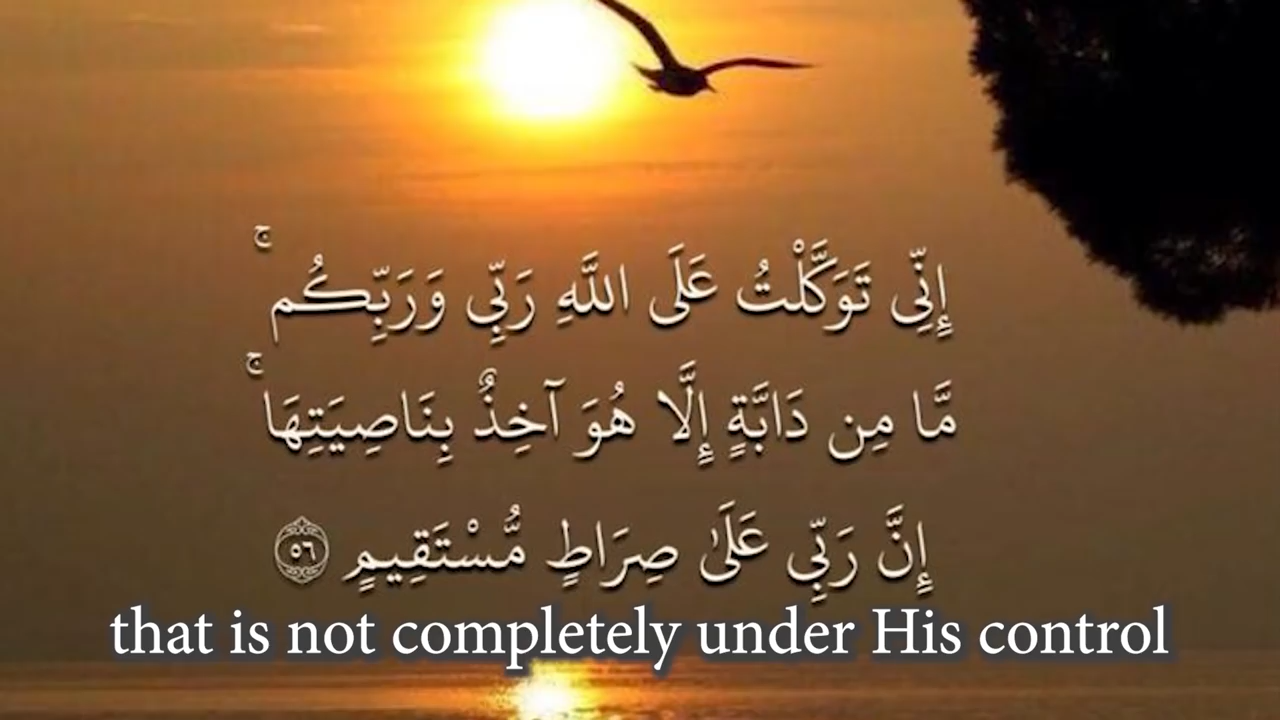 إِنِّى تَوَكَّلْتُ عَلَى اللَّهِ رَبِّى وَرَبِّكُم ۚ
مَّا مِن دَابَّةٍ إِلَّا هُوَ آخِذٌ بِنَاصِيَتِهَا ۚ
إِنَّ رَبِّى عَلَىٰ صِرَاطٍ مُّسْتَقِيمٍ ٥٦
that is not completely under His control